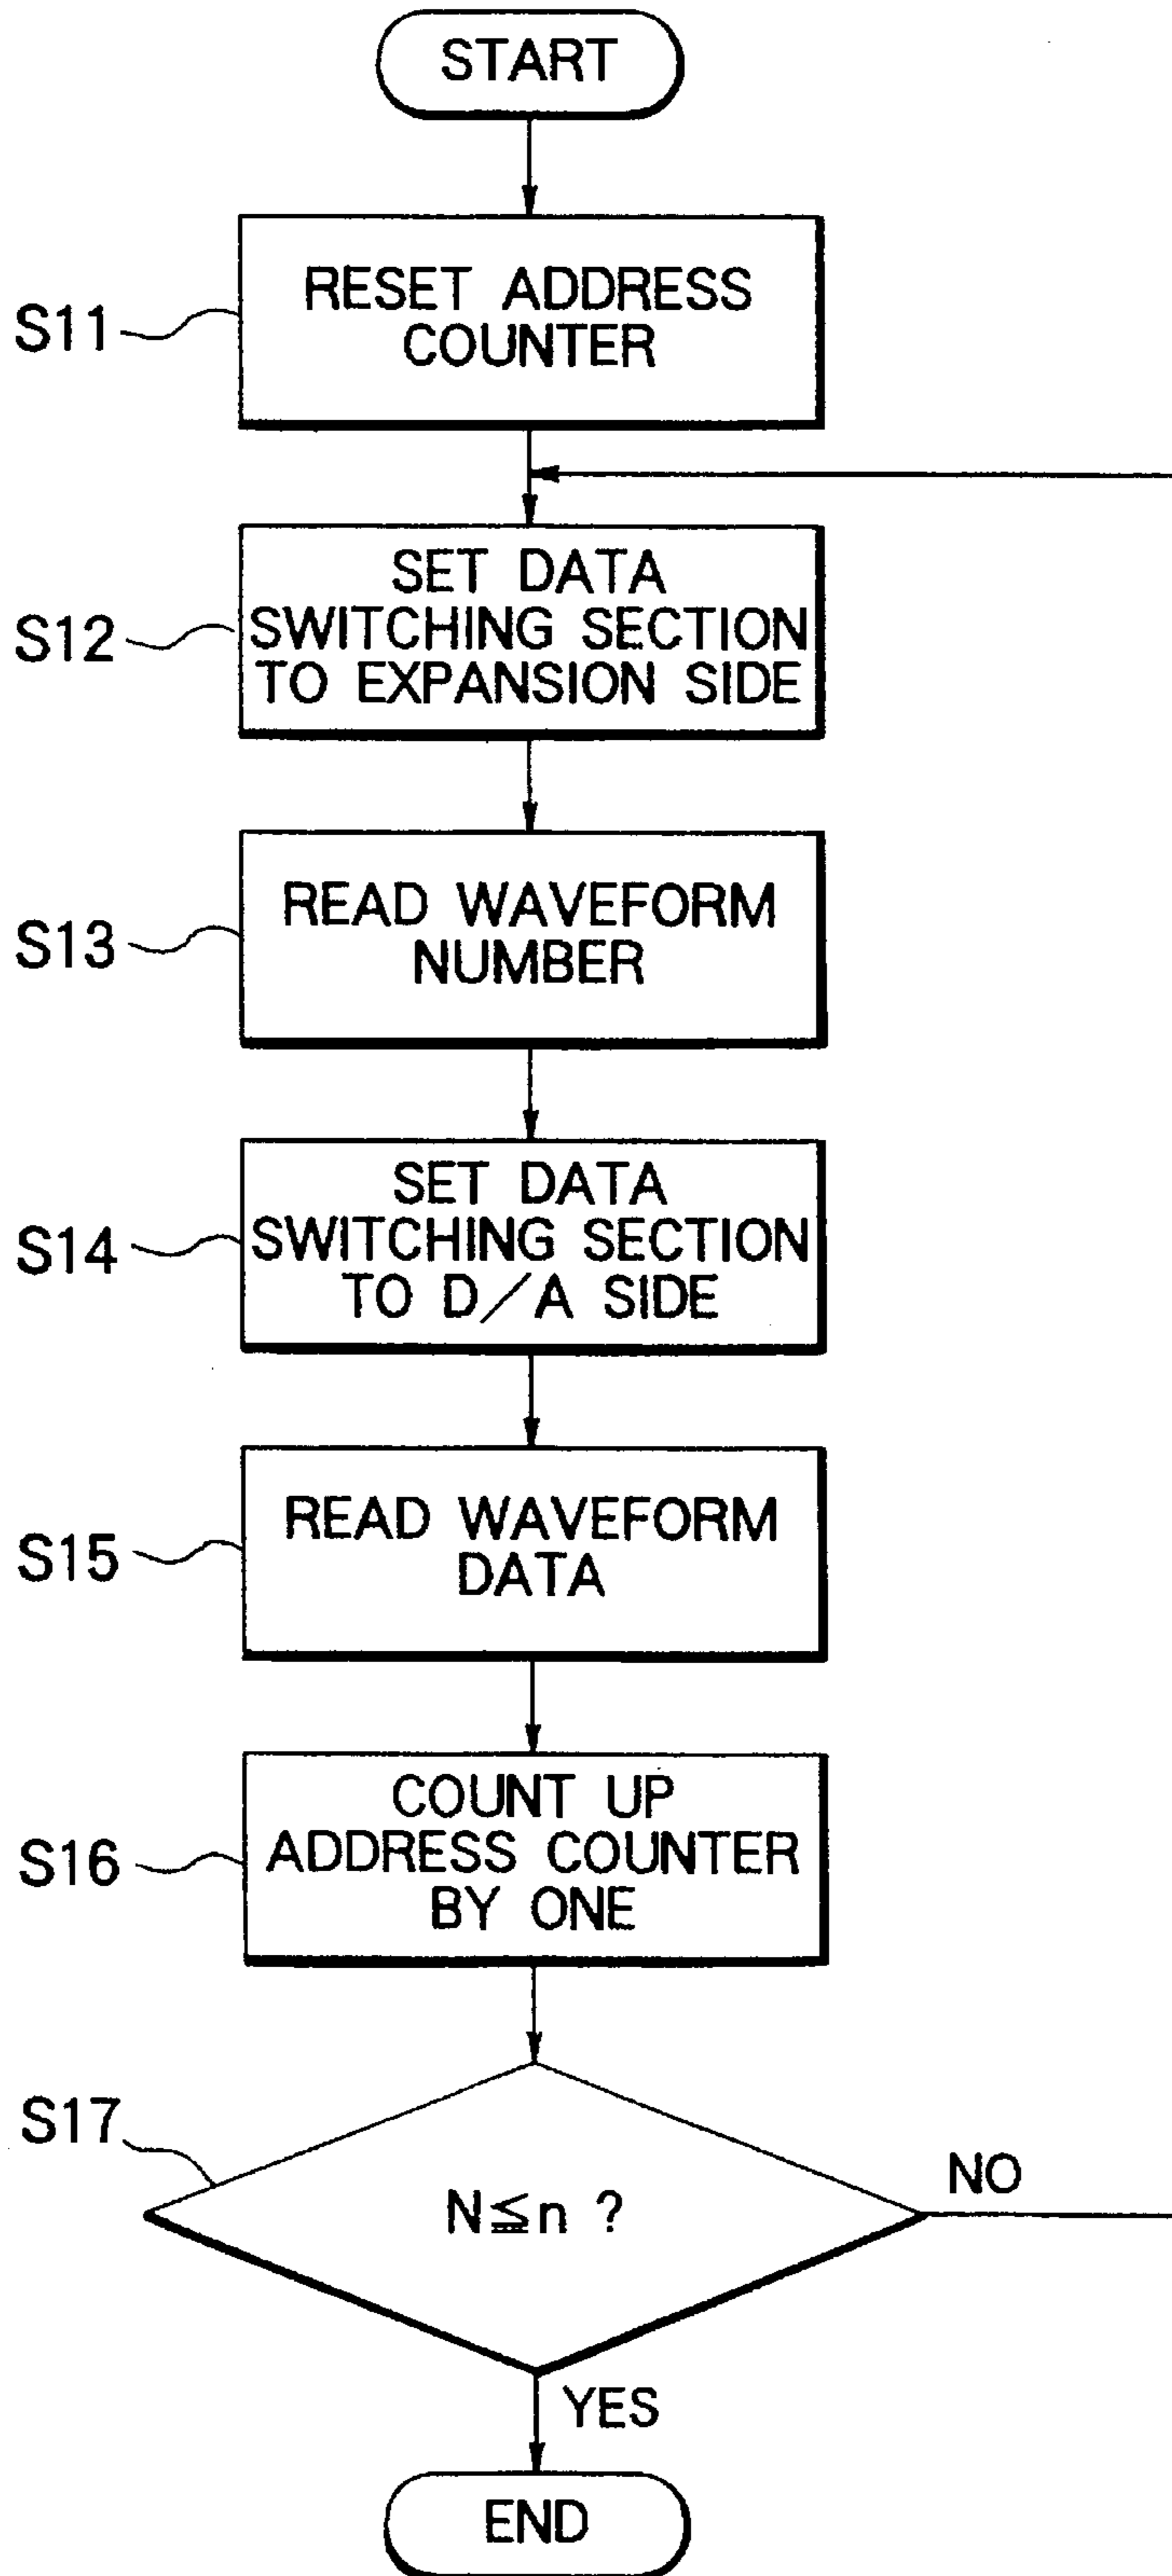 START
S11
RESET ADDRESS
COUNTER
S12
SET DATA
SWITCHING SECTION
TO EXPANSION SIDE
S13
READ WAVEFORM
NUMBER
S14
SET DATA
SWITCHING SECTION
TO D/A SIDE
S15
READ WAVEFORM
DATA
S16
COUNT UP
ADDRESS COUNTER
BY ONE
S17
N≦n ?
NO
YES
END